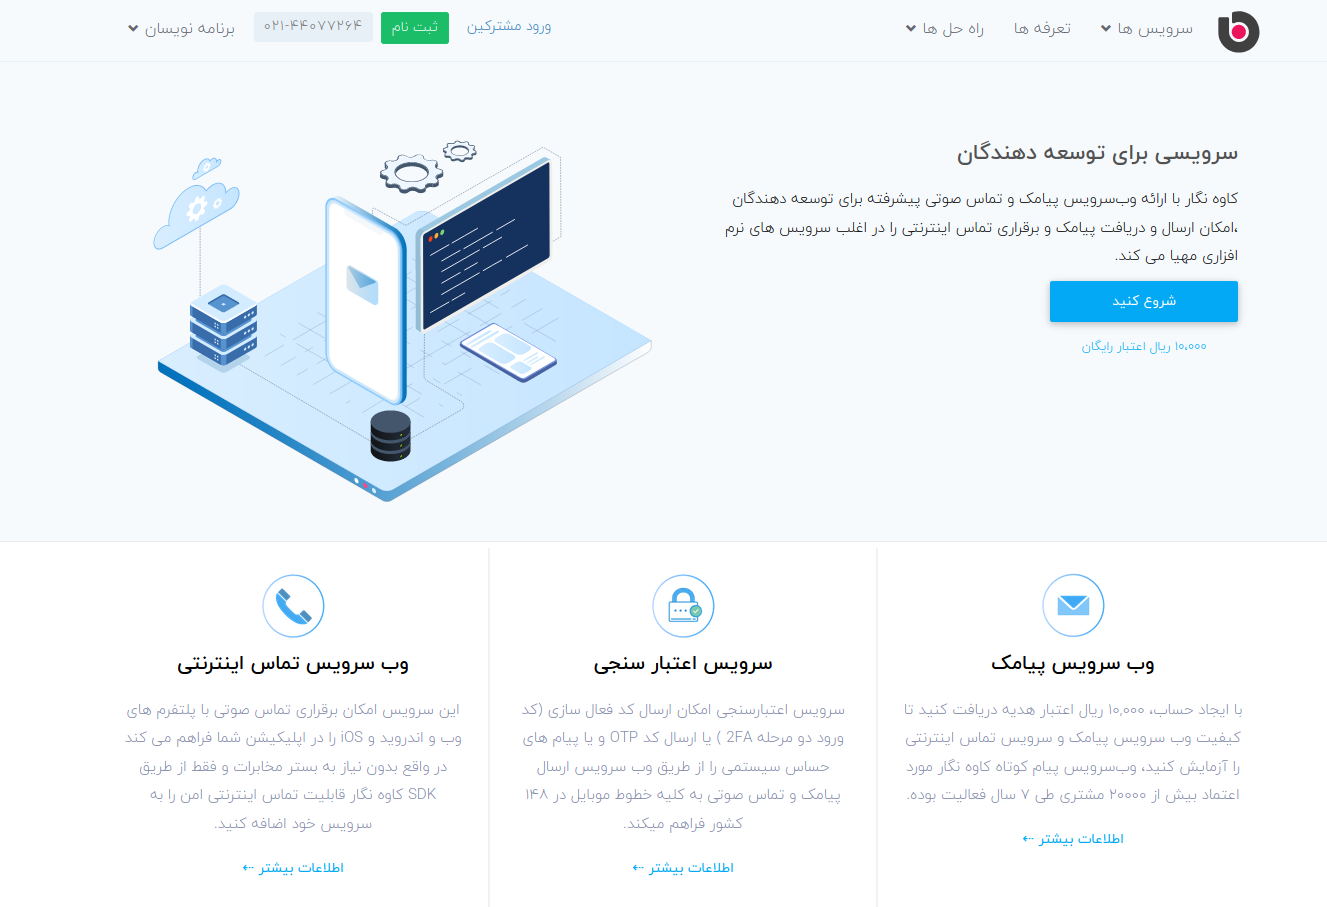 سرویس ها
تعرفه ها
راه حل ها
ورود مشترکین
ثبت نام
۰۲۱-۴۴۰۷۷۲۶۴
برنامه نویسان
سرویسی برای توسعه دهندگان
کاوه نگار با ارائه وب‌سرویس پیامک و تماس صوتی پیشرفته برای توسعه دهندگان
،امکان ارسال و دریافت پیامک و برقراری تماس اینترنتی را در اغلب سرویس های نرم
افزاری مهیا می کند.
شروع کنید
۱۰،۰۰۰ ریال اعتبار رایگان
وب سرویس پیامک
با ایجاد حساب، ۱۰,۰۰۰ ریال اعتبار هدیه دریافت کنید تا
کیفیت وب سرویس پیامک و سرویس تماس اینترنتی
را آزمایش کنید، وب‌سرویس پیام کوتاه کاوه نگار مورد
اعتماد بیش از ۲۰۰۰۰ مشتری طی ۷ سال فعالیت بوده.
اطلاعات بیشتر ⇠
سرویس اعتبار سنجی
سرویس اعتبارسنجی امکان ارسال کد فعال سازی (کد
ورود دو مرحله 2FA ) یا ارسال کد OTP و یا پیام های
حساس سیستمی را از طریق وب سرویس ارسال
پیامک و تماس صوتی به کلیه خطوط موبایل در ۱۴۸
کشور فراهم میکند.
اطلاعات بیشتر ⇠
وب سرویس تماس اینترنتی
این سرویس امکان برقراری تماس صوتی با پلتفرم های
وب و اندروید و iOS را در اپلیکیشن شما فراهم می کند
در واقع بدون نیاز به بستر مخابرات و فقط از طریق
SDK کاوه نگار قابلیت تماس اینترنتی امن را به
سرویس خود اضافه کنید.
اطلاعات بیشتر ⇠